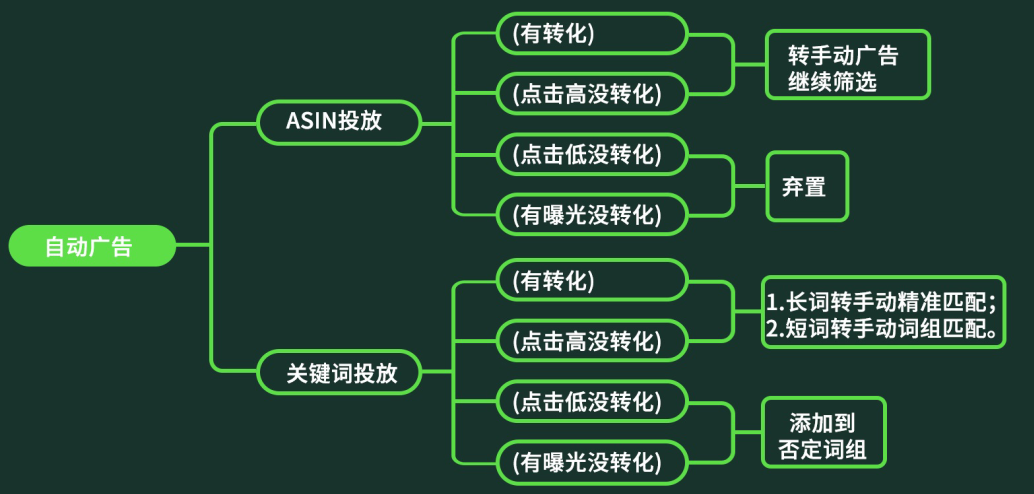 自动广告
ASIN投放
(有转化)
(点击高没转化)
转手动广告
继续筛选
(点击低没转化)
(有曝光没转化)
弃置
关键词投放
(有转化)
(点击高没转化)
1.长词转手动精准匹配;
2.短词转手动词组匹配。
(点击低没转化)
(有曝光没转化)
添加到
否定词组